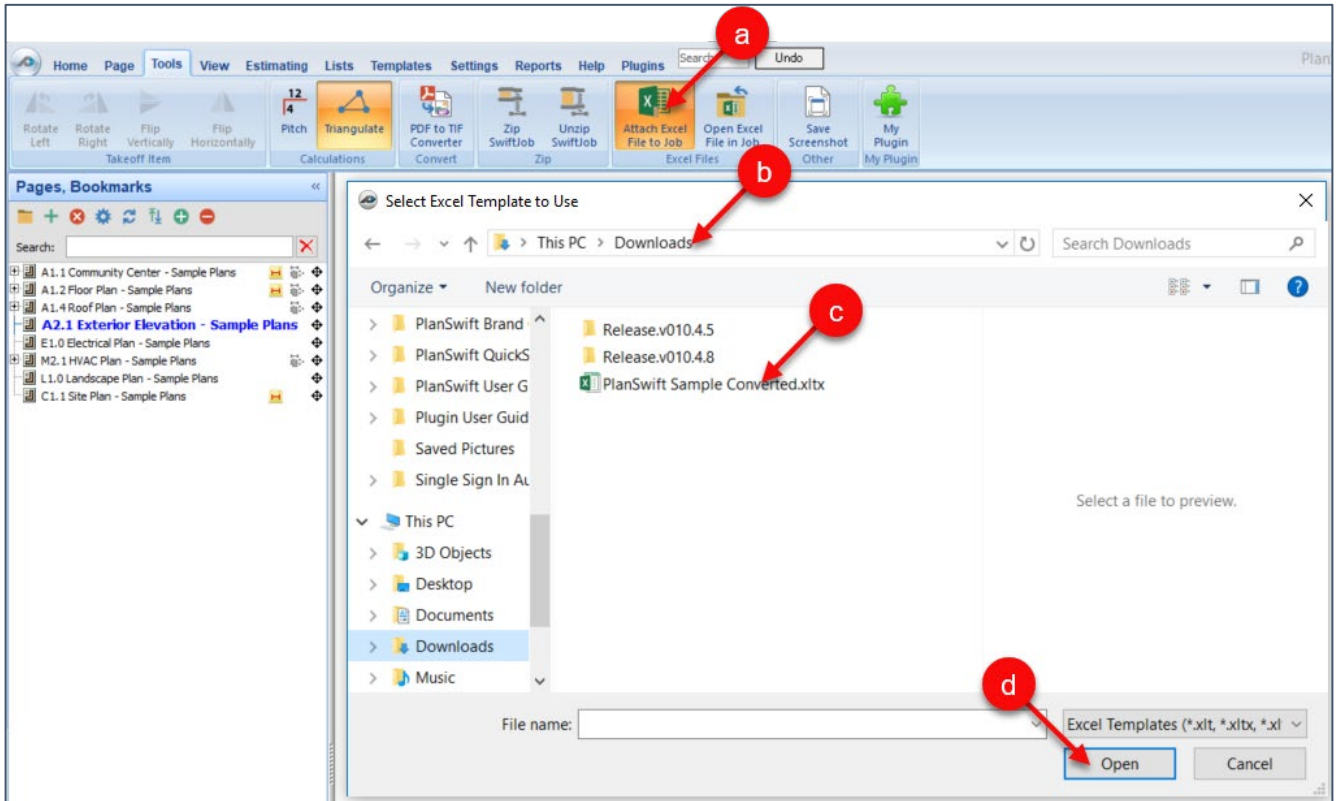 a
Home Page Tools View Estimating Lists Templates Settings Reports Help Plugins Search Undo Plan
12
4
Rotate Left Rotate Right Flip Vertically Flip Horizontally Pitch Triangulate PDF to TIF Converter Zip SwiftJob Unzip SwiftJob Attach Excel File to Job Open Excel File in Job Save Screenshot My Plugin
Takeoff Item Calculations Convert Zip Excel Files Other My Plugin
b
Pages, Bookmarks
Search:
A1.1 Community Center - Sample Plans
A1.2 Floor Plan - Sample Plans
A1.4 Roof Plan - Sample Plans
A2.1 Exterior Elevation - Sample Plans
E1.0 Electrical Plan - Sample Plans
M2.1 HVAC Plan - Sample Plans
L1.0 Landscape Plan - Sample Plans
C1.1 Site Plan - Sample Plans
Select Excel Template to Use
This PC > Downloads Search Downloads
Organize New folder
c
PlanSwift Brand
PlanSwift QuickS
PlanSwift User G
Plugin User Guid
Saved Pictures
Single Sign In Au
This PC
3D Objects
Desktop
Documents
Downloads
Music
Release.v010.4.5
Release.v010.4.8
PlanSwift Sample Converted.xltx
Select a file to preview.
d
File name: Excel Templates (*.xlt, *.xltx, *.xl
Open Cancel